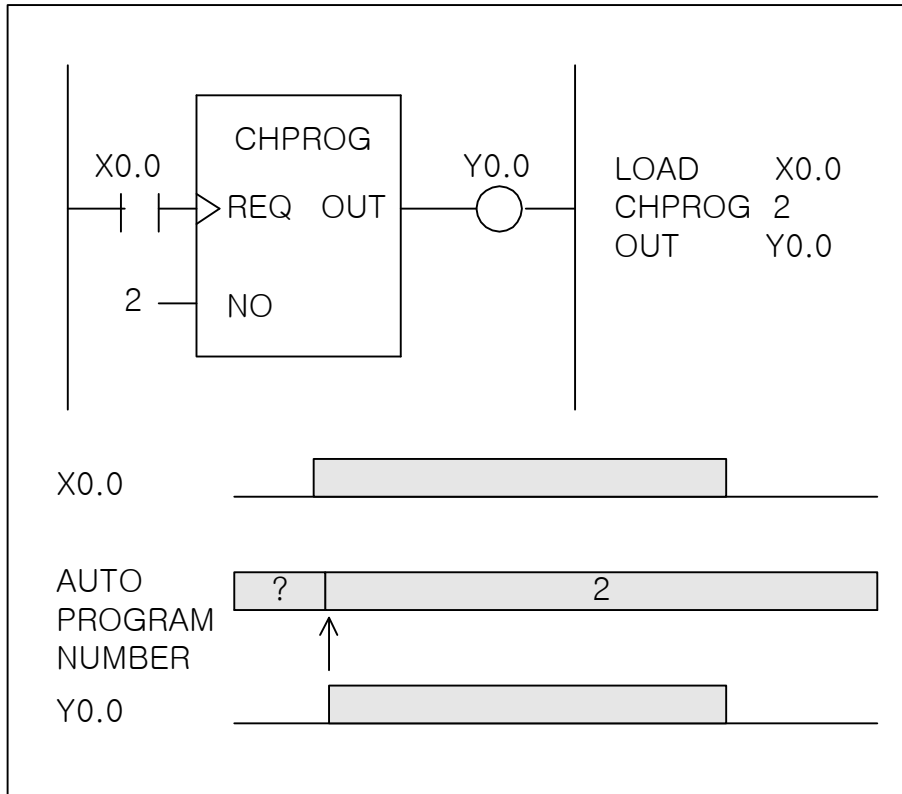 CHPROG
X0.0
Y0.0
REQ OUT
2
NO
LOAD X0.0
CHPROG 2
OUT Y0.0
X0.0
AUTO
PROGRAM
NUMBER
? 2
Y0.0